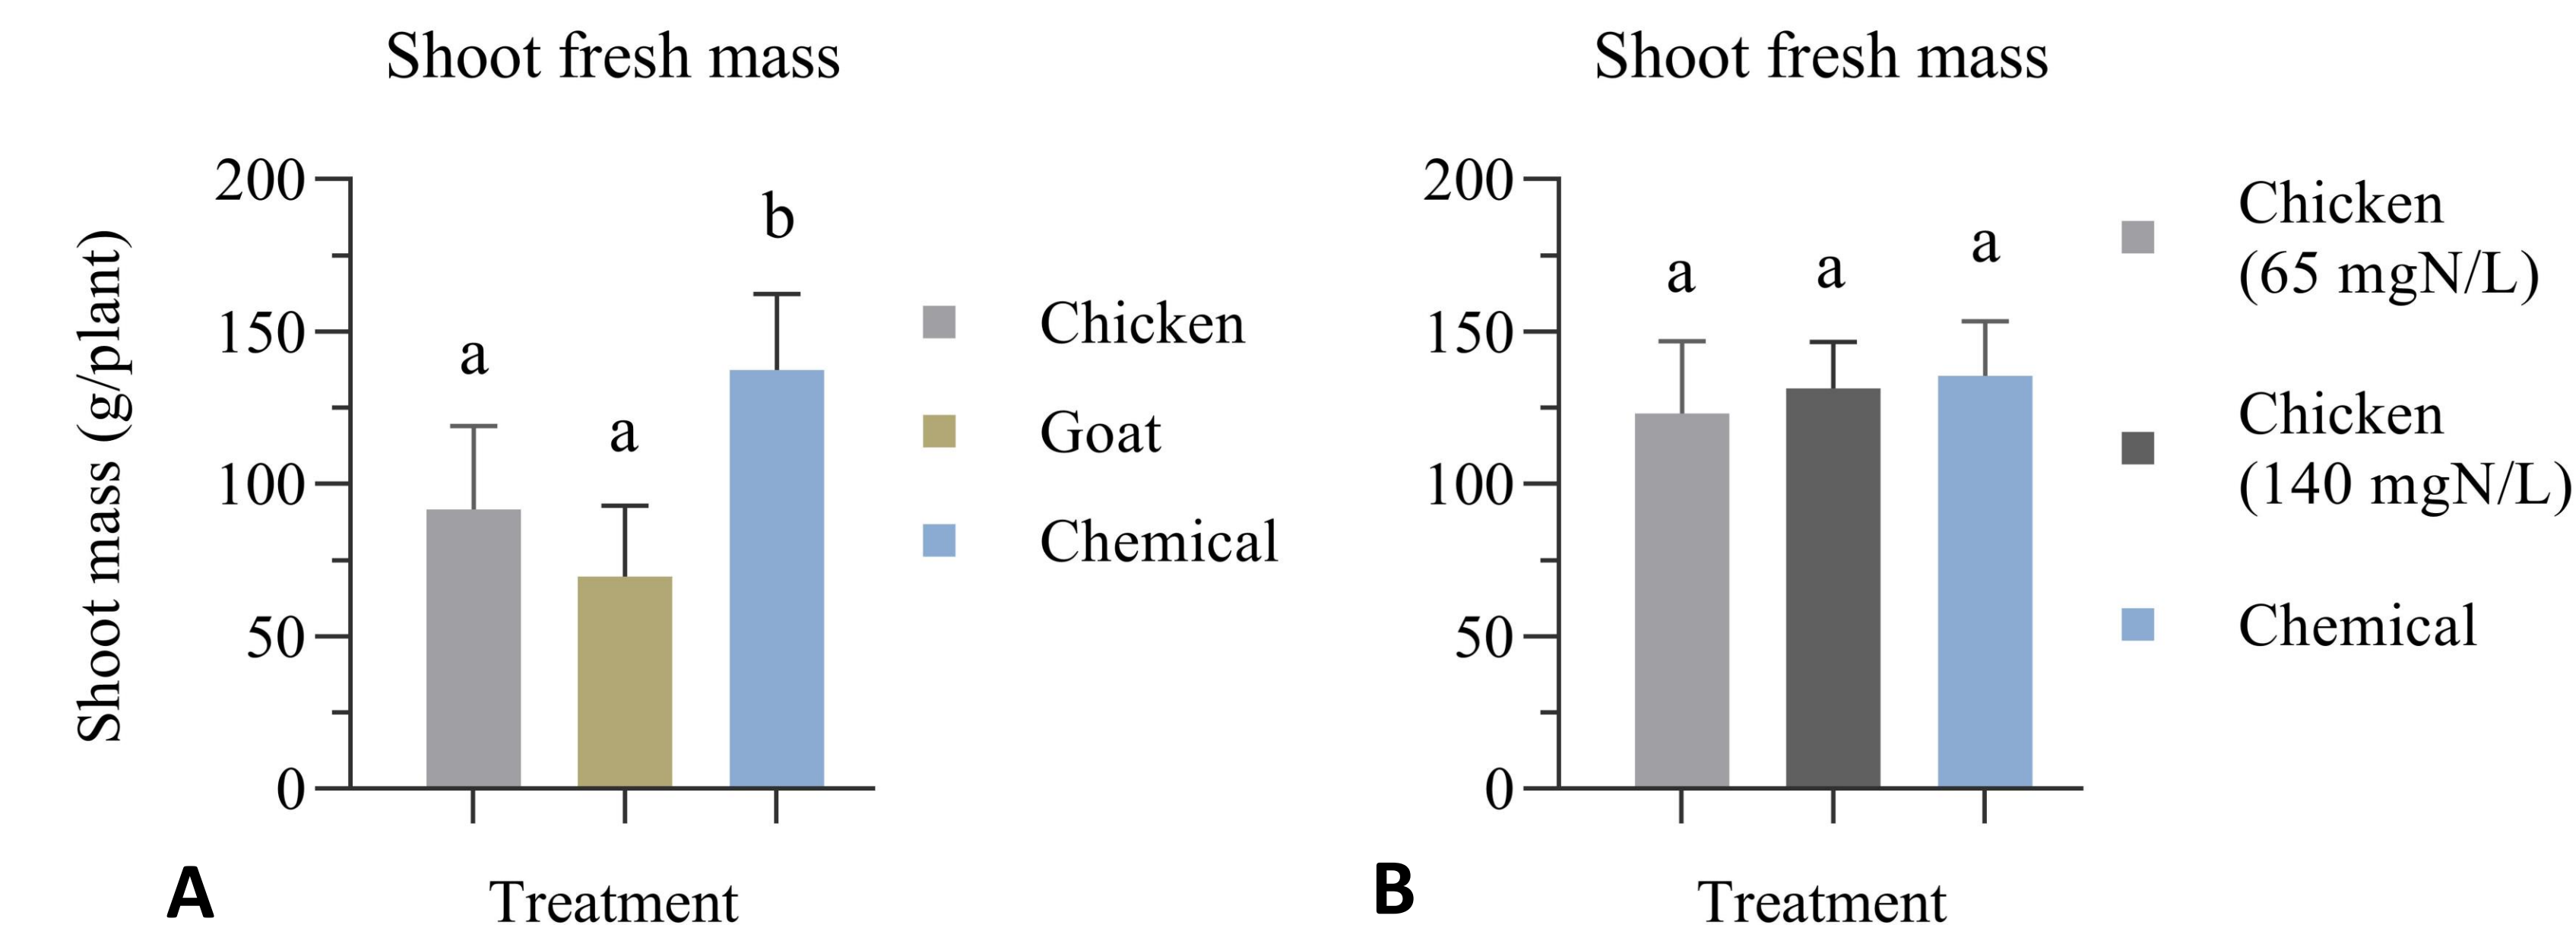 Shoot fresh mass
Shoot mass (g/plant)
200
150
100
50
0
a
a
b
Chicken
Goat
Chemical
A
Treatment
Shoot fresh mass
200
150
100
50
0
a
a
a
Chicken
(65 mgN/L)
Chicken
(140 mgN/L)
Chemical
B
Treatment